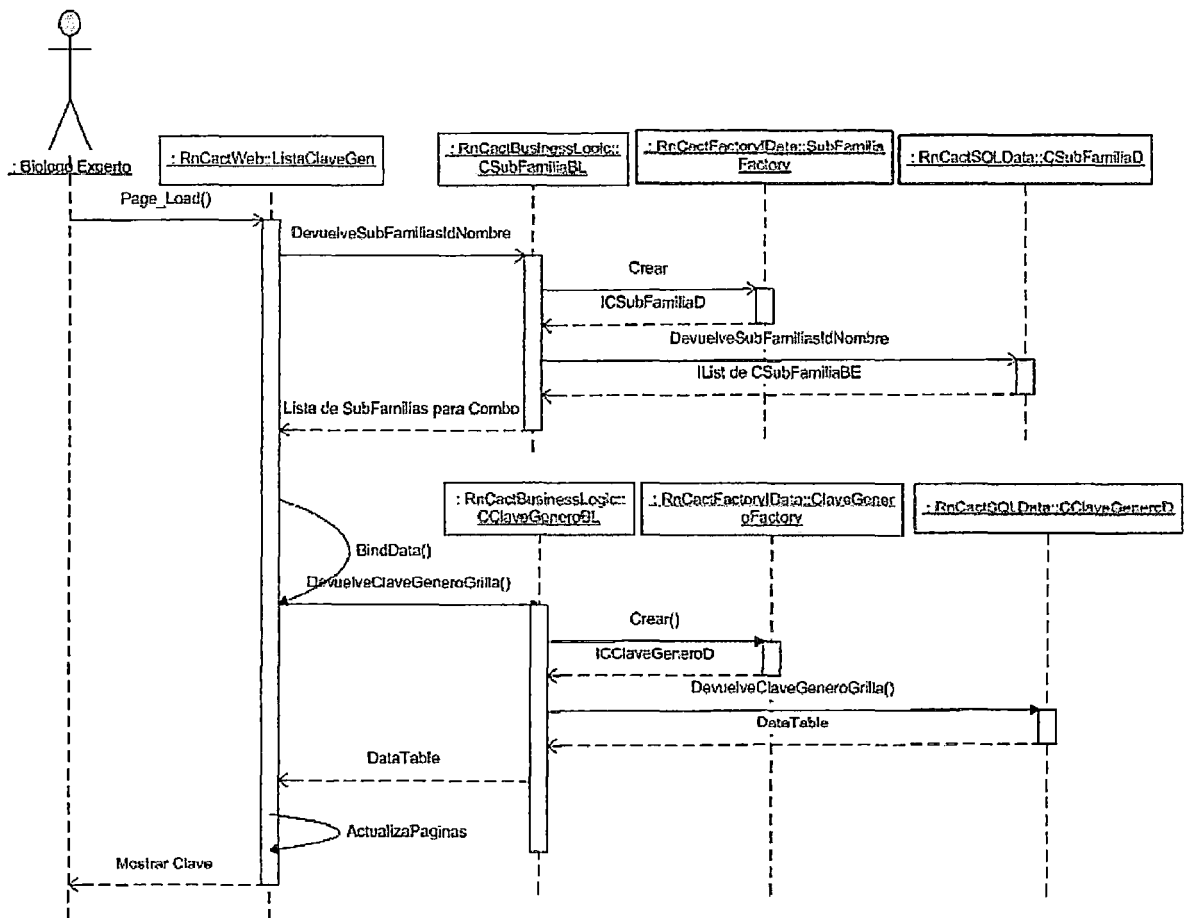 : Biologo Experto
: RnCactWeb::ListaClaveGen
: RnCactBusinessLogic::
CSubFamiliaBL
: RnCactFactoryIData::SubFamilia
Factory
: RnCactSQLData::CSubFamiliaD
Page_Load()
DevuelveSubFamiliasIdNombre
Crear
ICSubFamiliaD
DevuelveSubFamiliasIdNombre
IList de CSubFamiliaBE
Lista de SubFamilias para Combo
: RnCactBusinessLogic::
CClaveGeneroBL
: RnCactFactoryIData::ClaveGener
oFactory
: RnCactSQLData::CClaveGeneroD
BindData()
DevuelveClaveGeneroGrilla()
Crear()
ICClaveGeneroD
DevuelveClaveGeneroGrilla()
DataTable
DataTable
ActualizaPaginas
Mostrar Clave